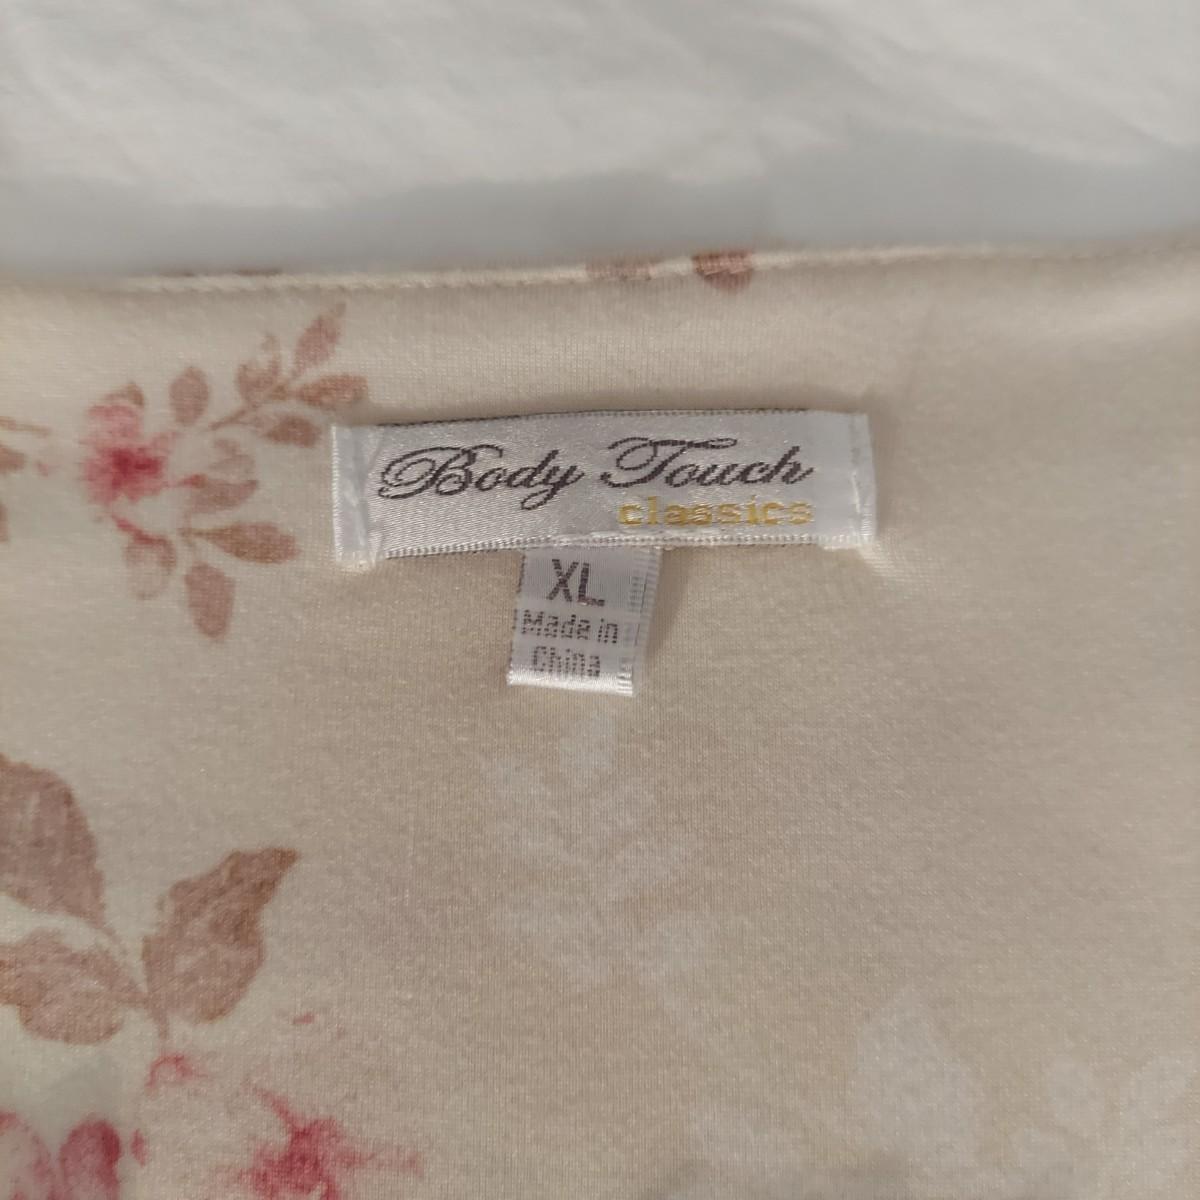 Body Touch
classics
XL
Made in
China